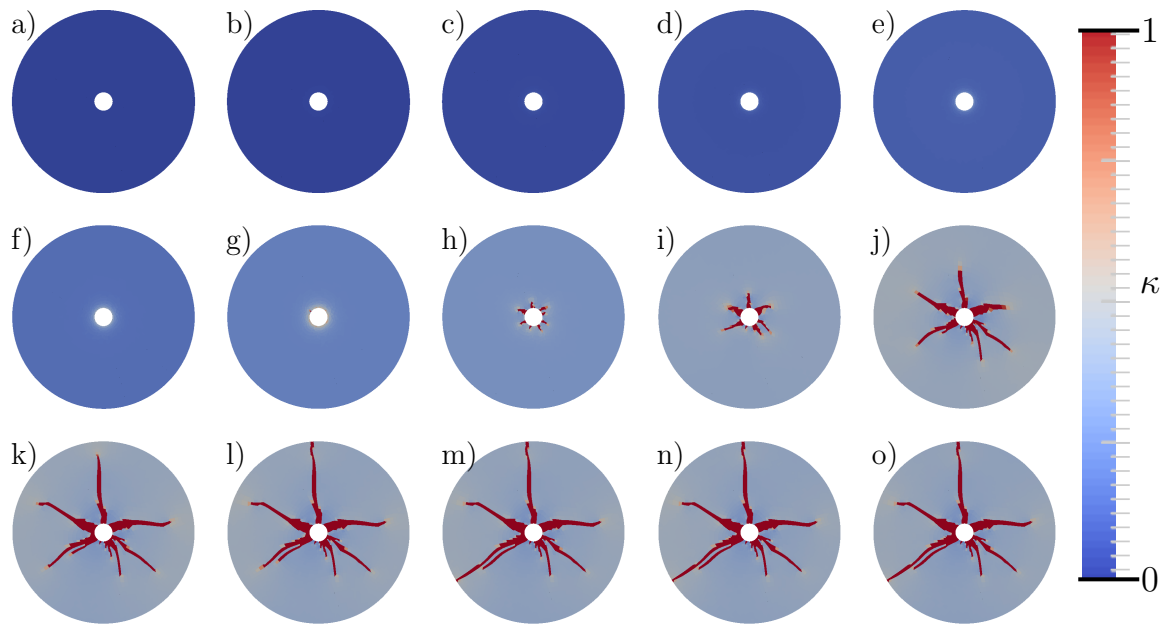 a) b) c) d) e) 1
f) g) h) i) j) κ
k) l) m) n) o) 0